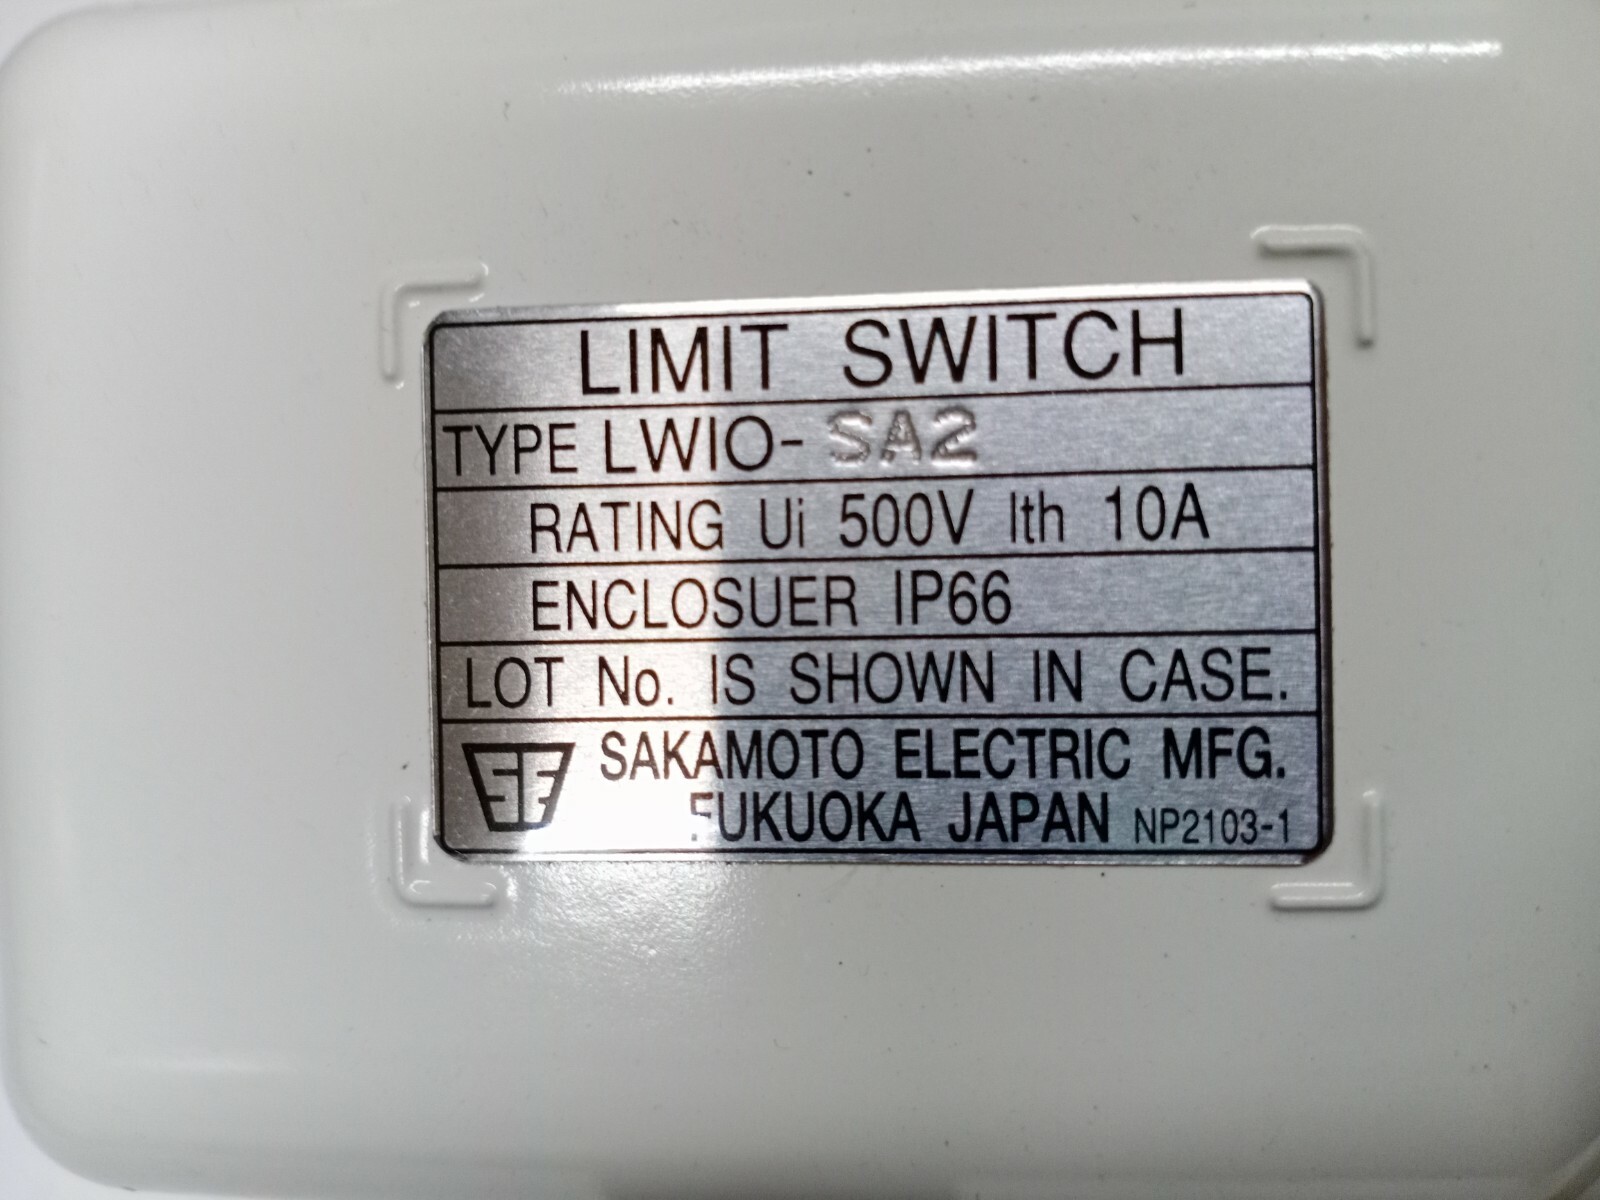 LIMIT SWITCH
TYPE LWIO- SA2
RATING Ui 500V Ith 10A
ENCLOSUER IP66
LOT No. IS SHOWN IN CASE.
SE SAKAMOTO ELECTRIC MFG.
FUKUOKA JAPAN NP2103-1